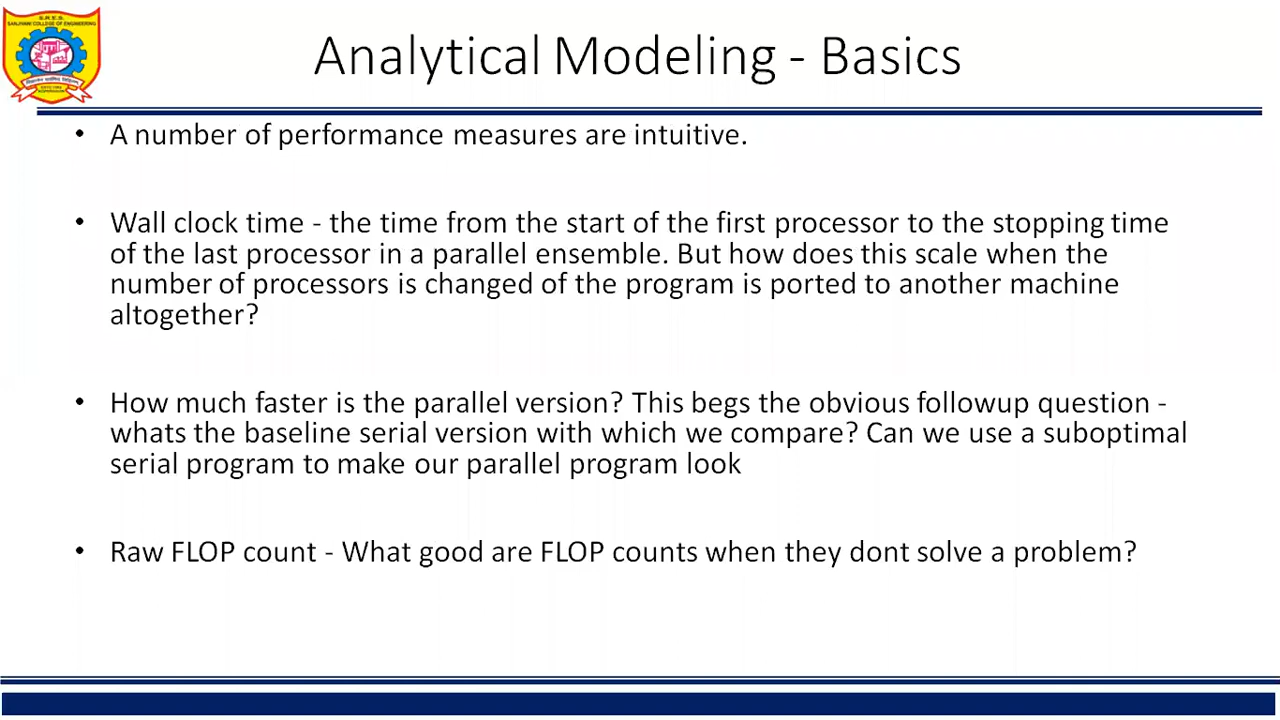 S.R.E.S.
SANJIVANI COLLEGE OF ENGINEERING
Analytical Modeling - Basics
• A number of performance measures are intuitive.
• Wall clock time - the time from the start of the first processor to the stopping time
of the last processor in a parallel ensemble. But how does this scale when the
number of processors is changed of the program is ported to another machine
altogether?
• How much faster is the parallel version? This begs the obvious followup question -
whats the baseline serial version with which we compare? Can we use a suboptimal
serial program to make our parallel program look
• Raw FLOP count - What good are FLOP counts when they dont solve a problem?